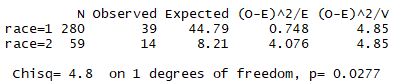 N Observed Expected (O-E)^2/E (O-E)^2/V
race=1 280 39 44.79 0.748 4.85
race=2 59 14 8.21 4.076 4.85
Chisq= 4.8 on 1 degrees of freedom, p= 0.0277